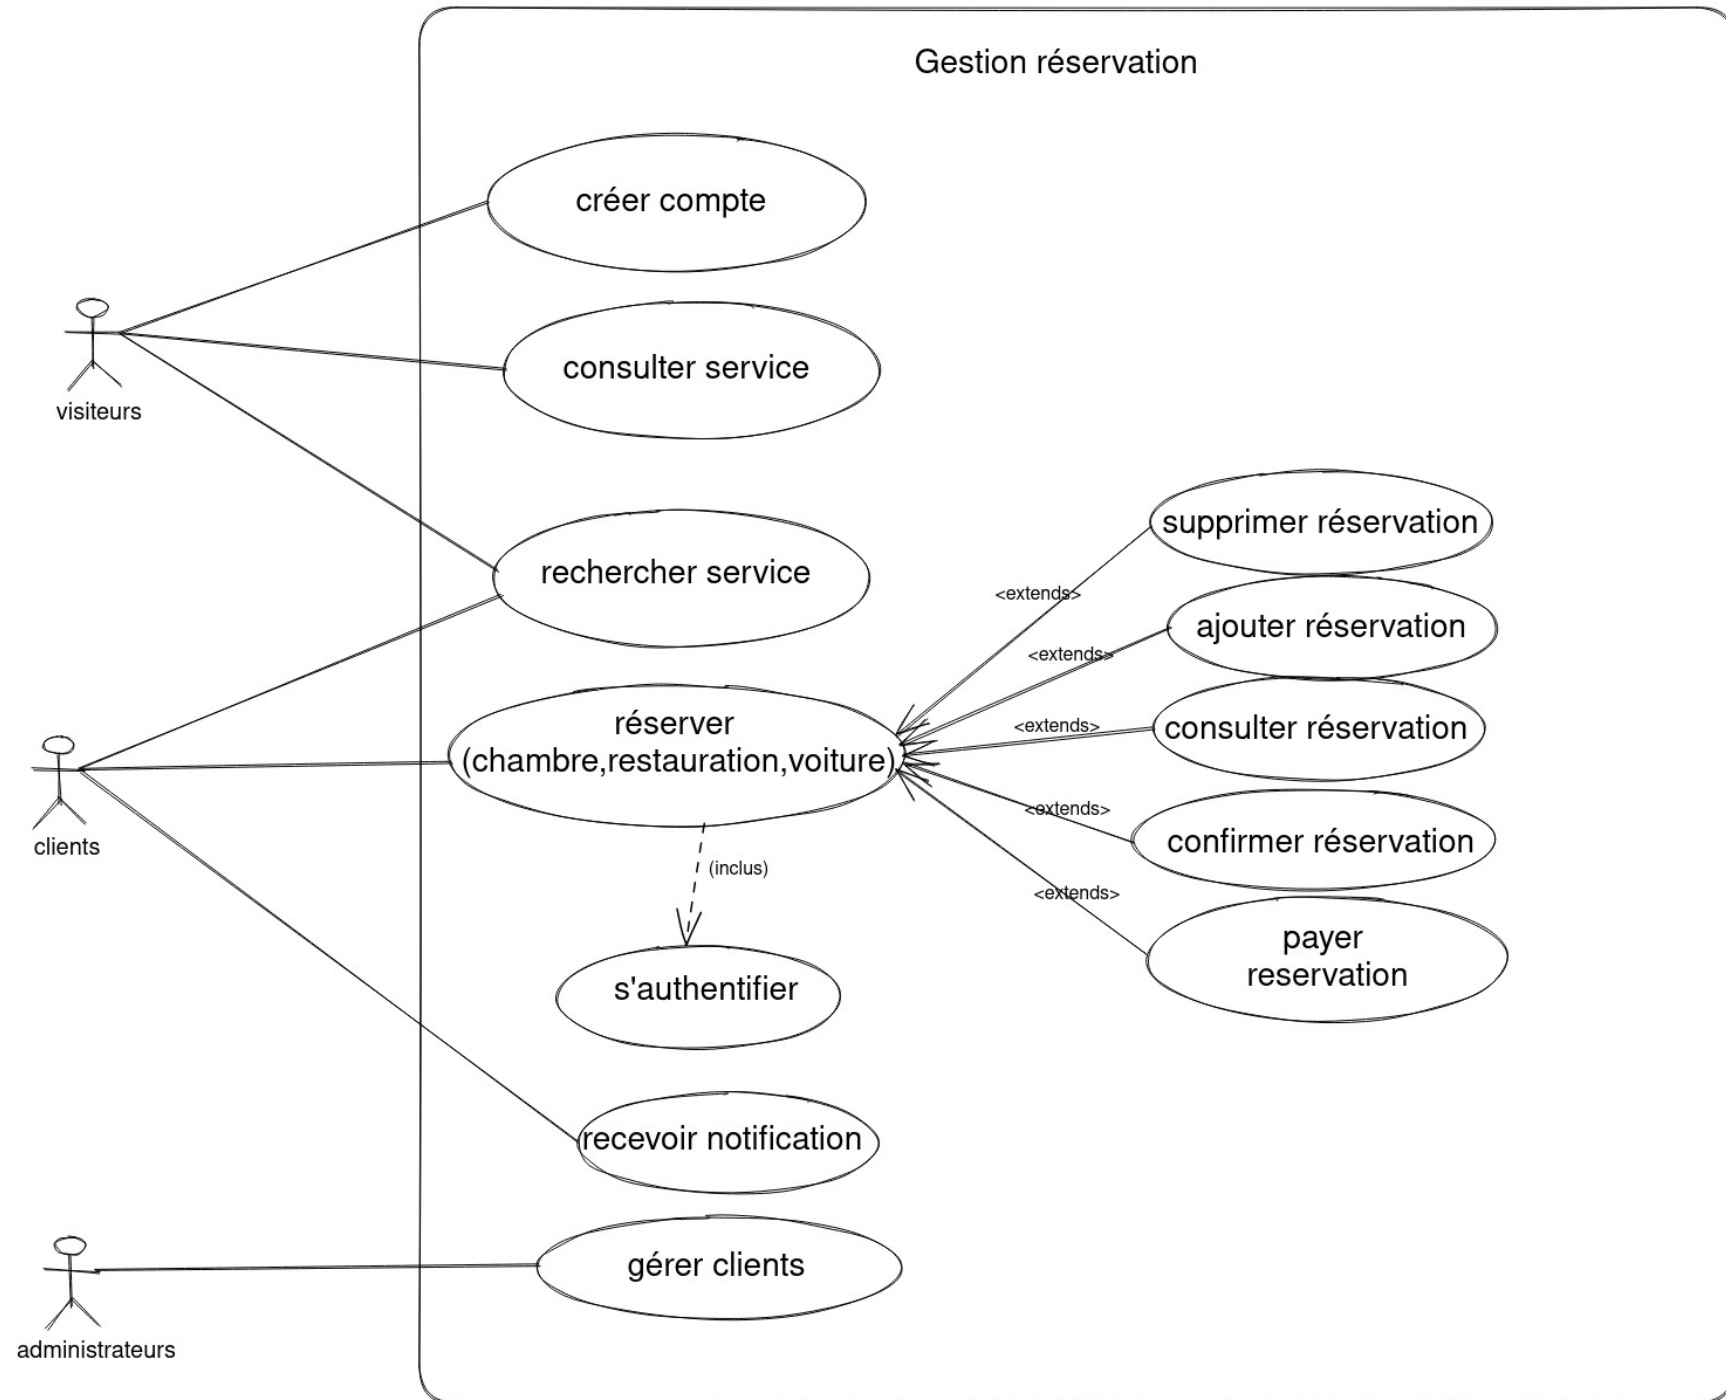 Gestion réservation
créer compte
consulter service
visiteurs
rechercher service
supprimer réservation
<extends>
ajouter réservation
<extends>
consulter réservation
<extends>
réserver
(chambre,restauration,voiture)
clients
<extends>
confirmer réservation
(inclus)
<extends>
payer
reservation
s'authentifier
recevoir notification
gérer clients
administrateurs